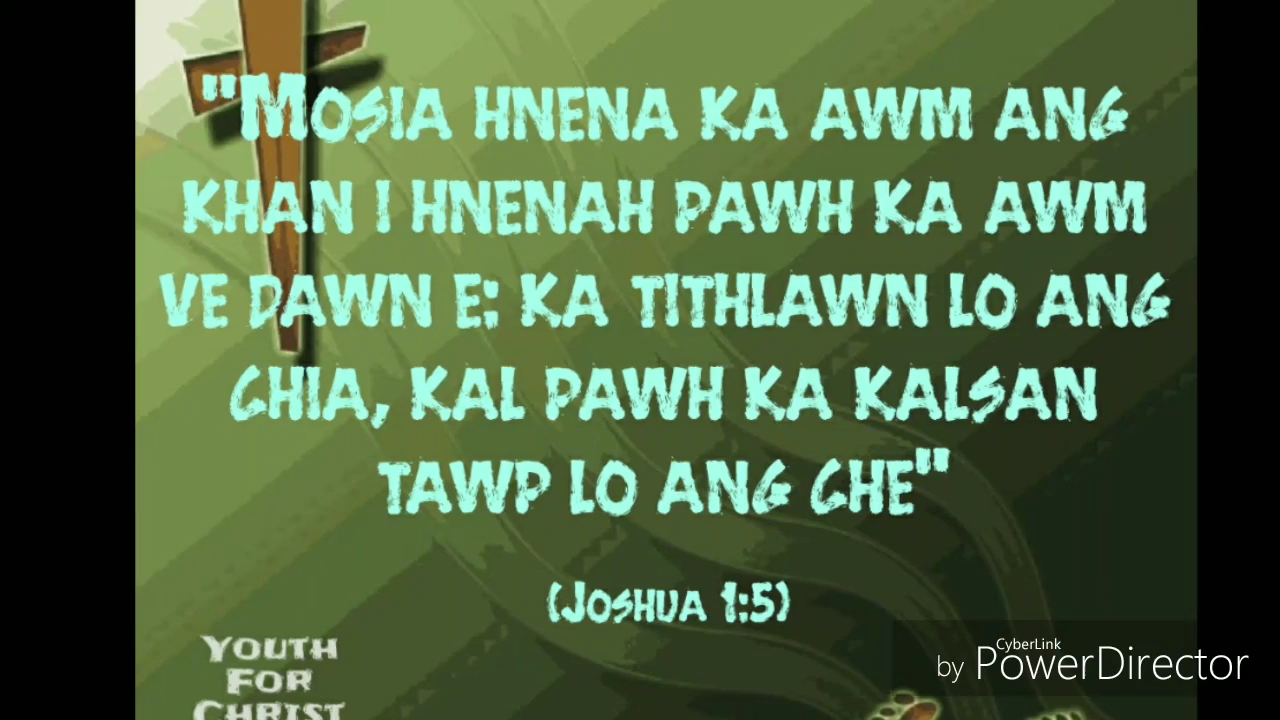 "Mosia hnena ka awm ang
khan i hnenah pawh ka awm
ve dawn e: ka tithlawn lo ang
chia, kal pawh ka kalsan
tawp lo ang che"
(Joshua 1:5)
Youth
For
Christ
CyberLink
by PowerDirector